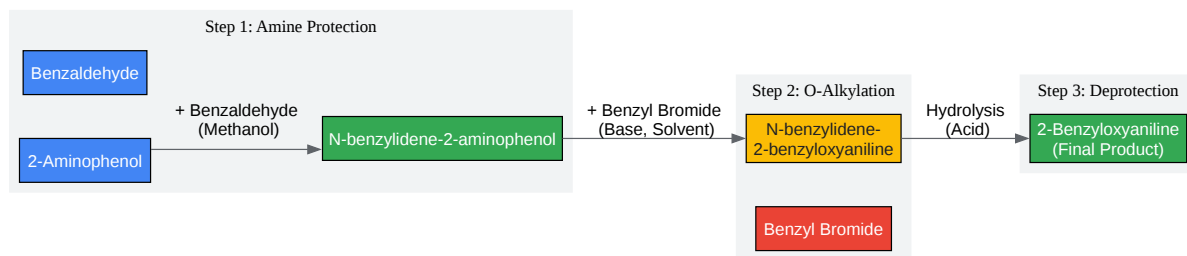 Step 1: Amine Protection
Benzaldehyde
2-Aminophenol
+ Benzaldehyde
(Methanol)
N-benzylidene-2-aminophenol
+ Benzyl Bromide
(Base, Solvent)
Step 2: O-Alkylation
N-benzylidene-
2-benzyloxyaniline
Benzyl Bromide
Hydrolysis
(Acid)
Step 3: Deprotection
2-Benzyloxyaniline
(Final Product)